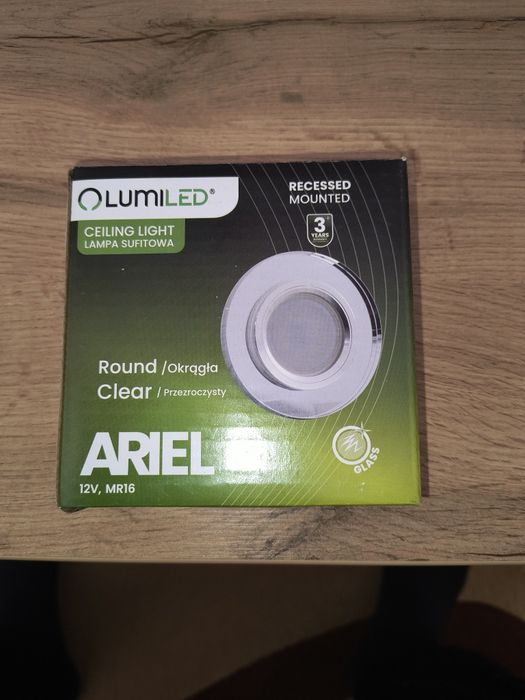 LUMILED®
CEILING LIGHT
LAMPA SUFITOWA
RECESSED
MOUNTED
3
YEARS
Round / Okrągła
Clear / Przezroczysty
ARIEL
12V, MR16
GLASS